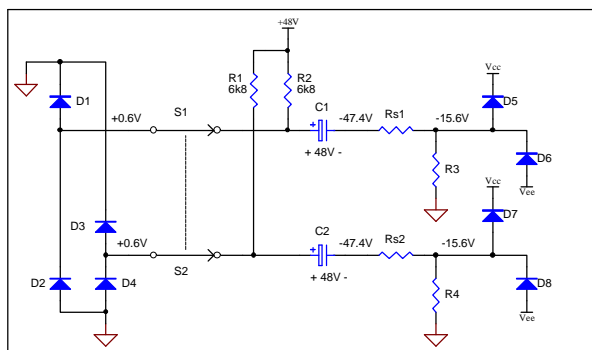 +48V
R1
6k8
R2
6k8
Vcc
D1
+0.6V
S1
C1
-47.4V
Rs1
-15.6V
D5
+ 48V -
R3
D6
Vee
Vcc
D3
+0.6V
D7
C2
-47.4V
Rs2
-15.6V
D2
D4
S2
+ 48V -
R4
D8
Vee